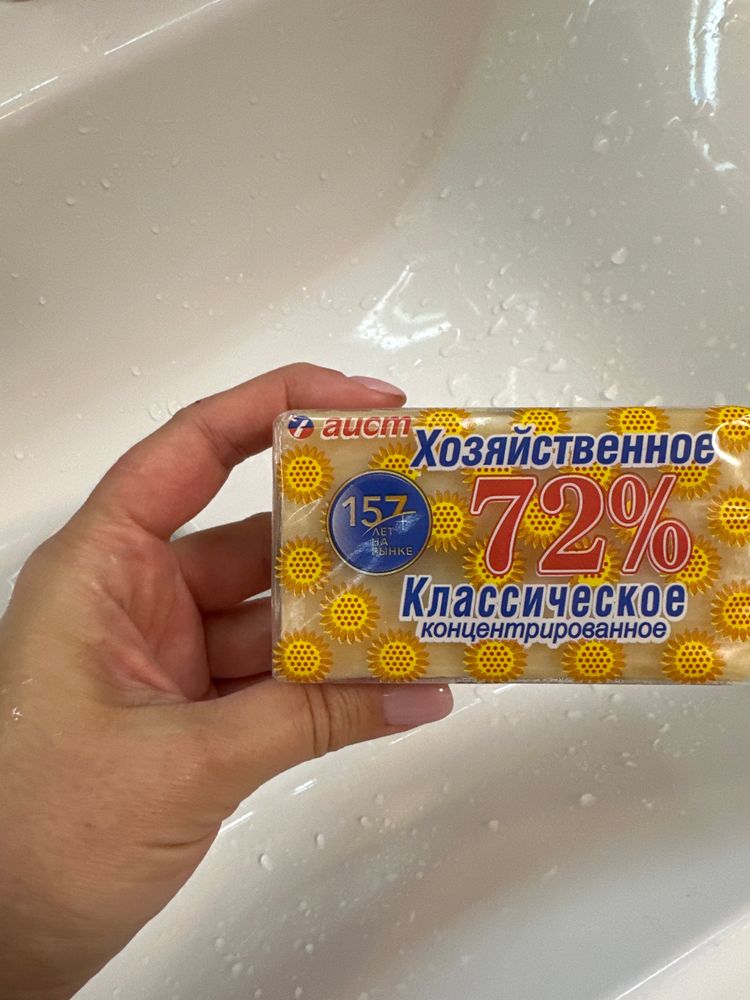 аист
Хозяйственное
157
ЛЕТ
НА
РЫНКЕ
72%
Классическое
концентрированное